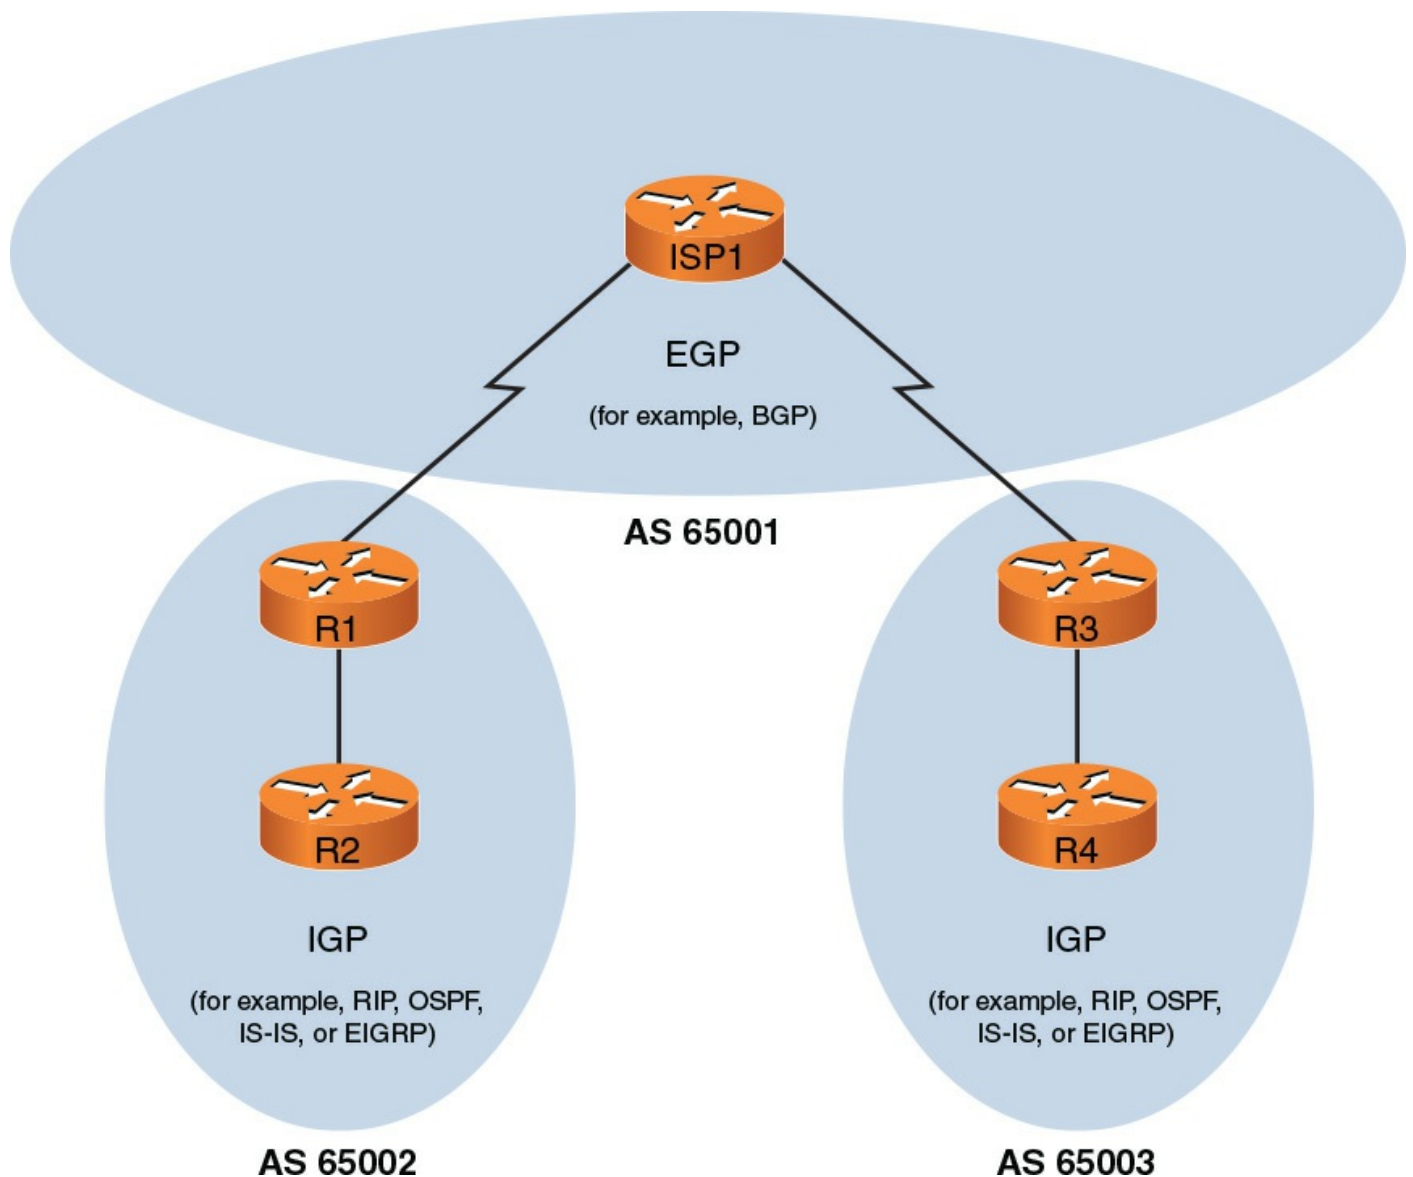 ISP1
EGP
(for example, BGP)
AS 65001
R1
R3
R2
R4
IGP
(for example, RIP, OSPF,
IS-IS, or EIGRP)
IGP
(for example, RIP, OSPF,
IS-IS, or EIGRP)
AS 65002
AS 65003